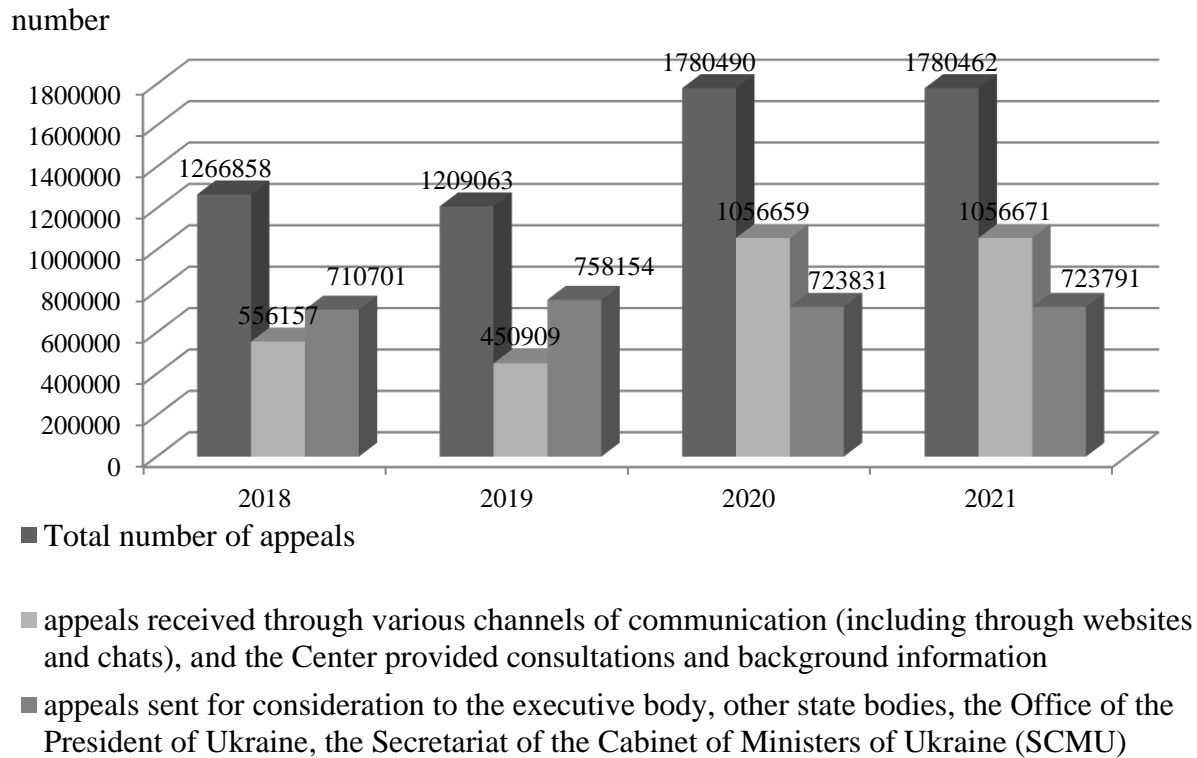 number
1780490 1780462
1800000
1600000
1266858 1209063
1400000
1200000 1056659 1056671
1000000 710701 758154 723831 723791
800000
556157 450909
600000
400000
200000
0
2018 2019 2020 2021
Total number of appeals
appeals received through various channels of communication (including through websites
and chats), and the Center provided consultations and background information
appeals sent for consideration to the executive body, other state bodies, the Office of the
President of Ukraine, the Secretariat of the Cabinet of Ministers of Ukraine (SCMU)